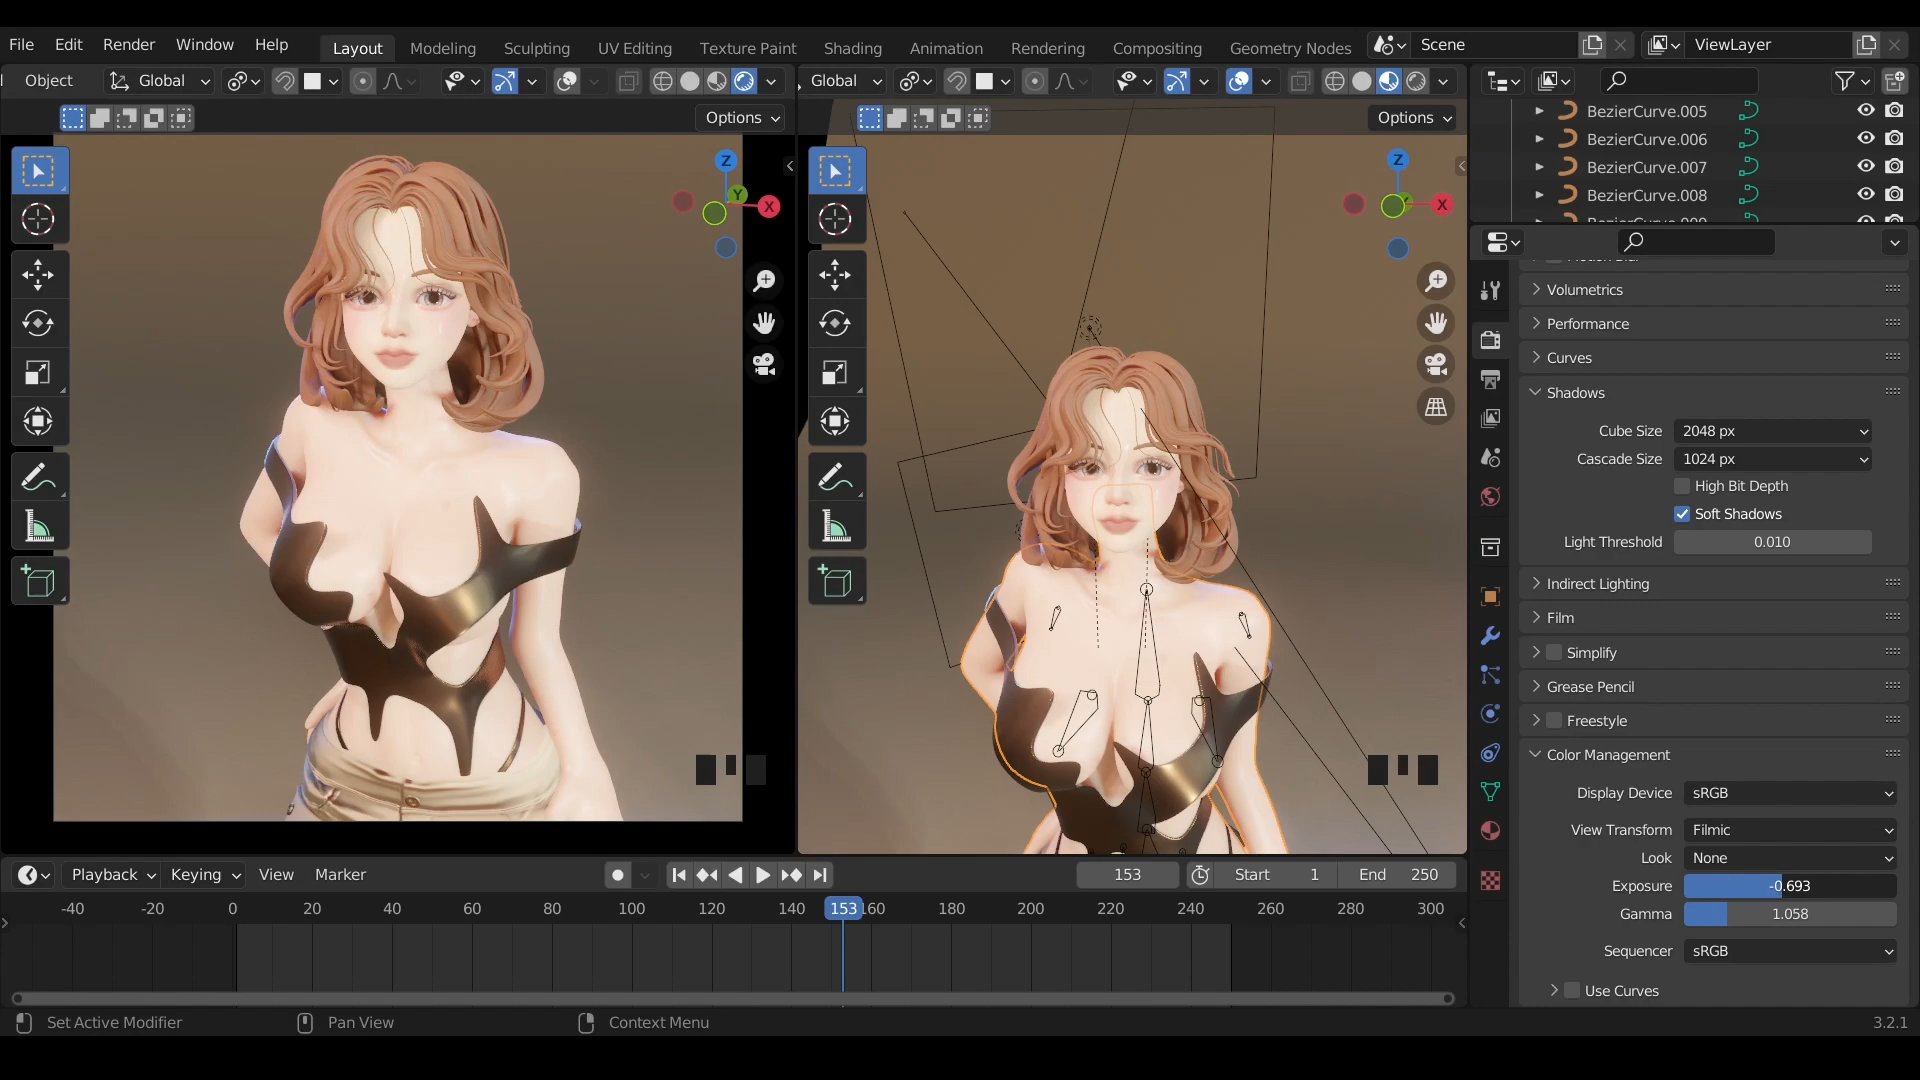 File Edit Render Window Help Layout Modeling Sculpting UV Editing Texture Paint Shading Animation Rendering Compositing Geometry Nodes Scene ViewLayer
Object Global Global
Options Options
BezierCurve.005
BezierCurve.006
BezierCurve.007
BezierCurve.008
Z Y X
Z Y X
Volumetrics
Performance
Curves
Shadows
Cube Size 2048 px
Cascade Size 1024 px
High Bit Depth
Soft Shadows
Light Threshold 0.010
Indirect Lighting
Film
Simplify
Grease Pencil
Freestyle
Color Management
Display Device sRGB
View Transform Filmic
Look None
Exposure -0.693
Gamma 1.058
Sequencer sRGB
Use Curves
Playback Keying View Marker 153 Start 1 End 250
-40 -20 0 20 40 60 80 100 120 140 153 160 180 200 220 240 260 280 300
Set Active Modifier Pan View Context Menu 3.2.1